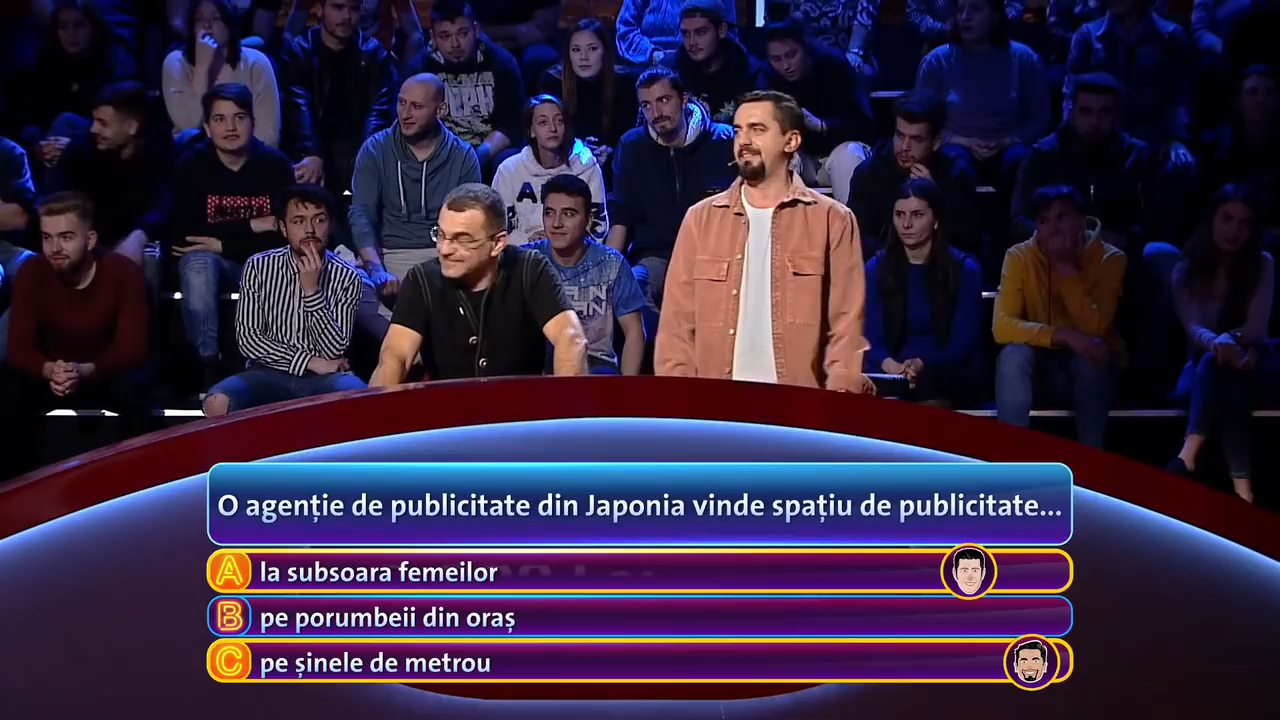 O agenție de publicitate din Japonia vinde spațiu de publicitate...
A la subsoara femeilor
B pe porumbeii din oraș
C pe șinele de metrou